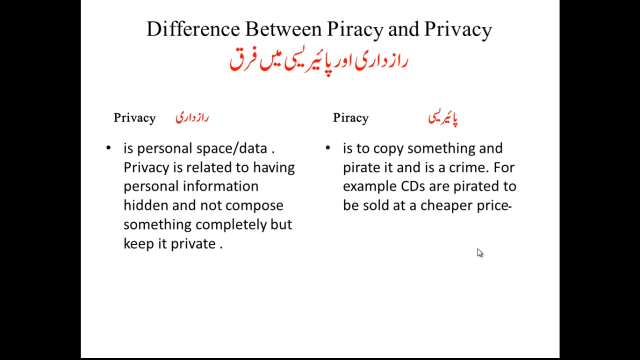 Difference Between Piracy and Privacy
رازداری اور پائیریسی میں فرق
Privacy رازداری
• is personal space/data .
Privacy is related to having
personal information
hidden and not compose
something completely but
keep it private .
Piracy پائیریسی
• is to copy something and
pirate it and is a crime. For
example CDs are pirated to
be sold at a cheaper price-